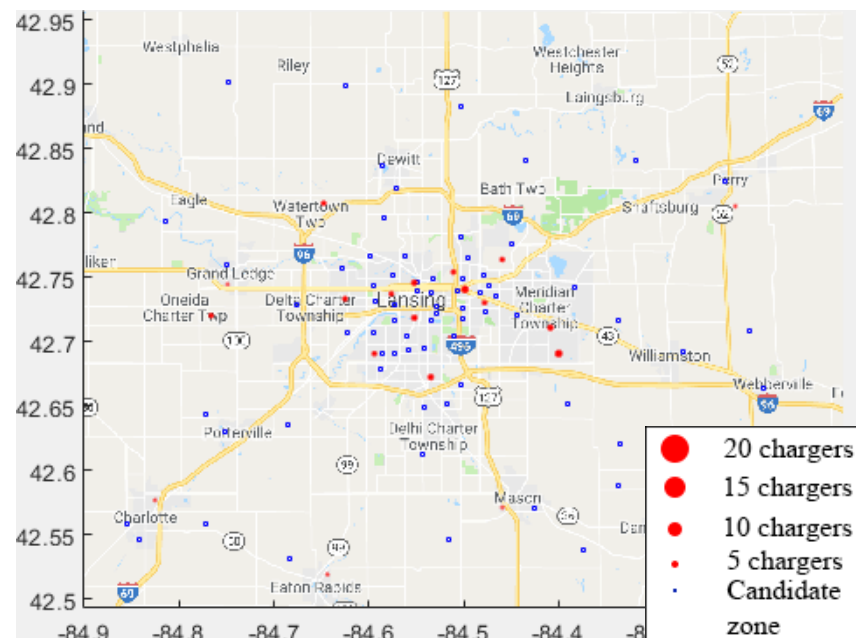 42.95
42.9
42.85
42.8
42.75
42.7
42.65
42.6
42.55
42.5
-84.9
-84.8
-84.7
-84.6
-84.5
-84.4
Westphalia
Riley
127
Westchester
Heights
52
Laingsburg
69
Dewitt
Eagle
Watertown
Two
Bath Two
69
Perry
Shaftsburg
52
96
Grand Ledge
Oneida
Charter Twp
Delta Charter
Township
Lansing
Meridian
Charter
Township
100
496
43
Williamston
Webberville
96
127
Potterville
Delhi Charter
Township
99
Mason
36
Charlotte
50
99
Eaton Rapids
69
20 chargers
15 chargers
10 chargers
5 chargers
Candidate
zone